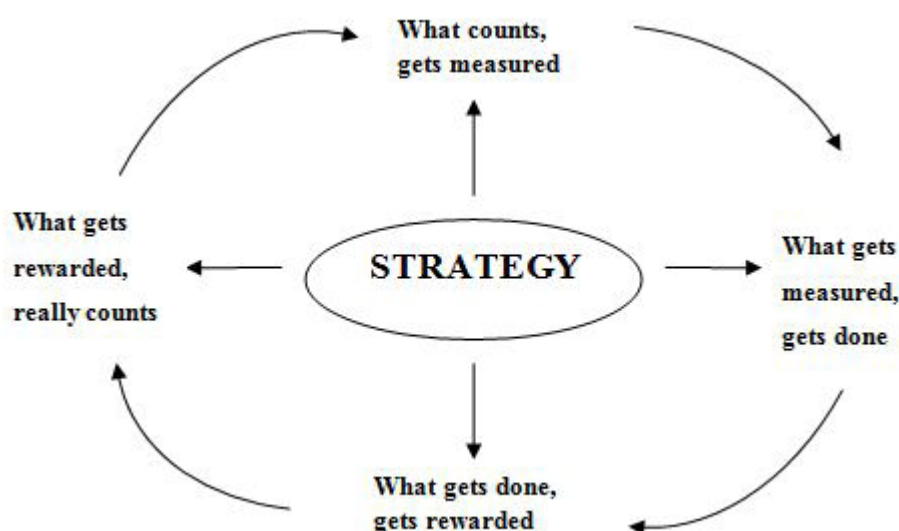 What counts,
gets measured
What gets
rewarded,
really counts
STRATEGY
What gets
measured,
gets done
What gets done,
gets rewarded